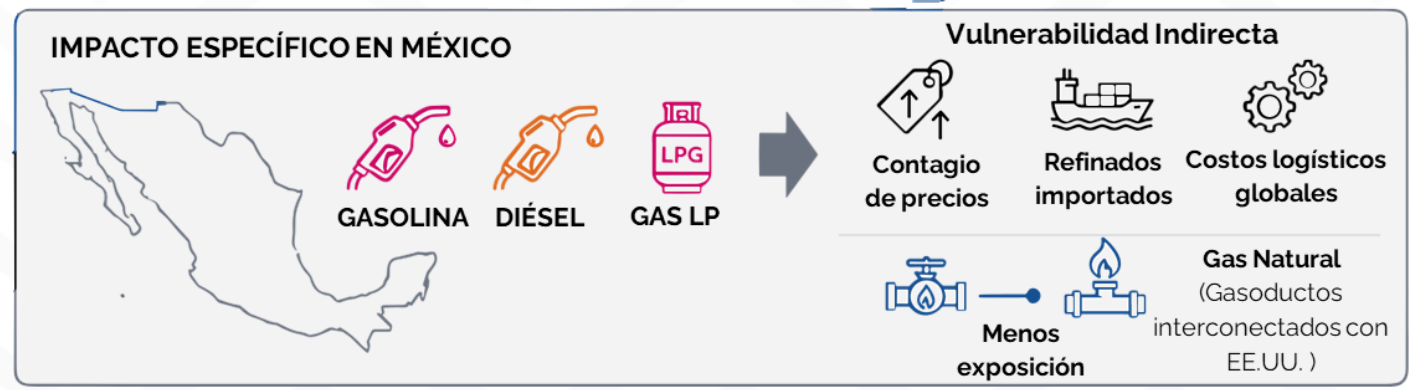 IMPACTO ESPECÍFICO EN MÉXICO
GASOLINA
DIÉSEL
LPG
GAS LP
Vulnerabilidad Indirecta
Contagio
de precios
Refinados
importados
Costos logísticos
globales
Menos
exposición
Gas Natural
(Gasoductos
interconectados con
EE.UU. )